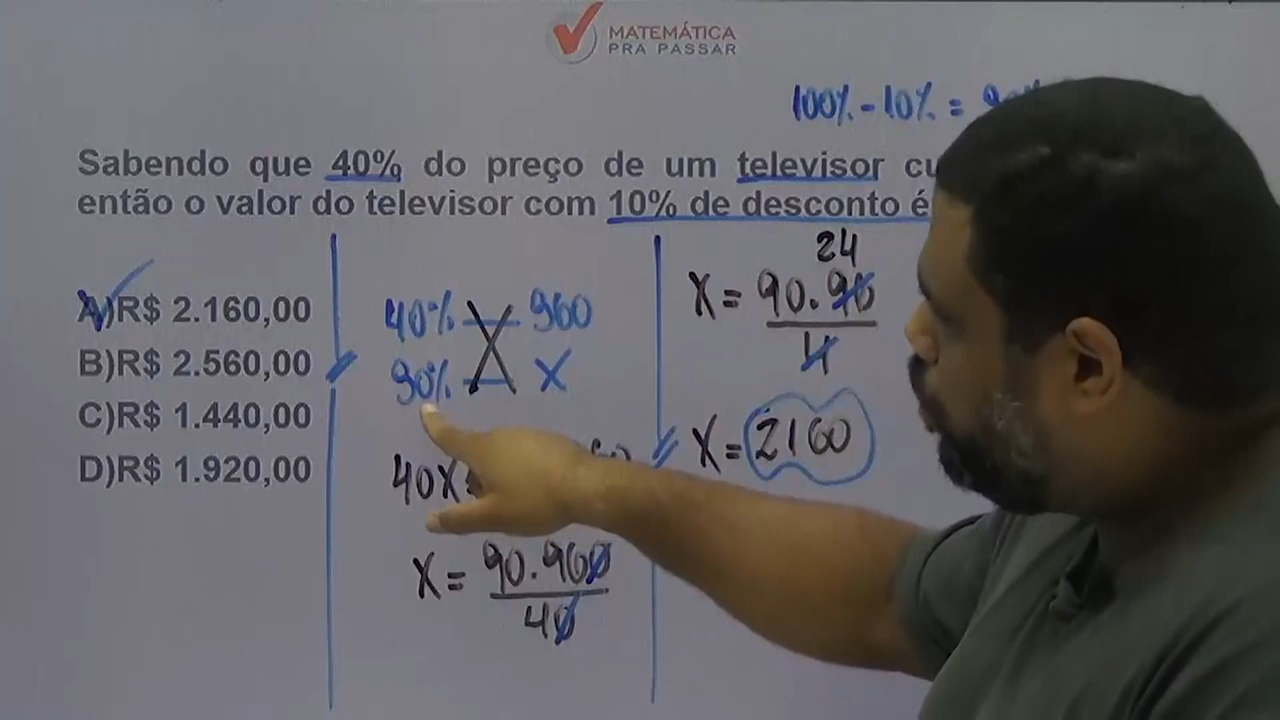 MATEMÁTICA
PRA PASSAR
100% - 10% =
Sabendo que 40% do preço de um televisor
então o valor do televisor com 10% de desconto é
A)R$ 2.160,00
B)R$ 2.560,00
C)R$ 1.440,00
D)R$ 1.920,00
40% 960
90% X
40X
X = 90.960
40
24
X = 90.96
4
X = 2160